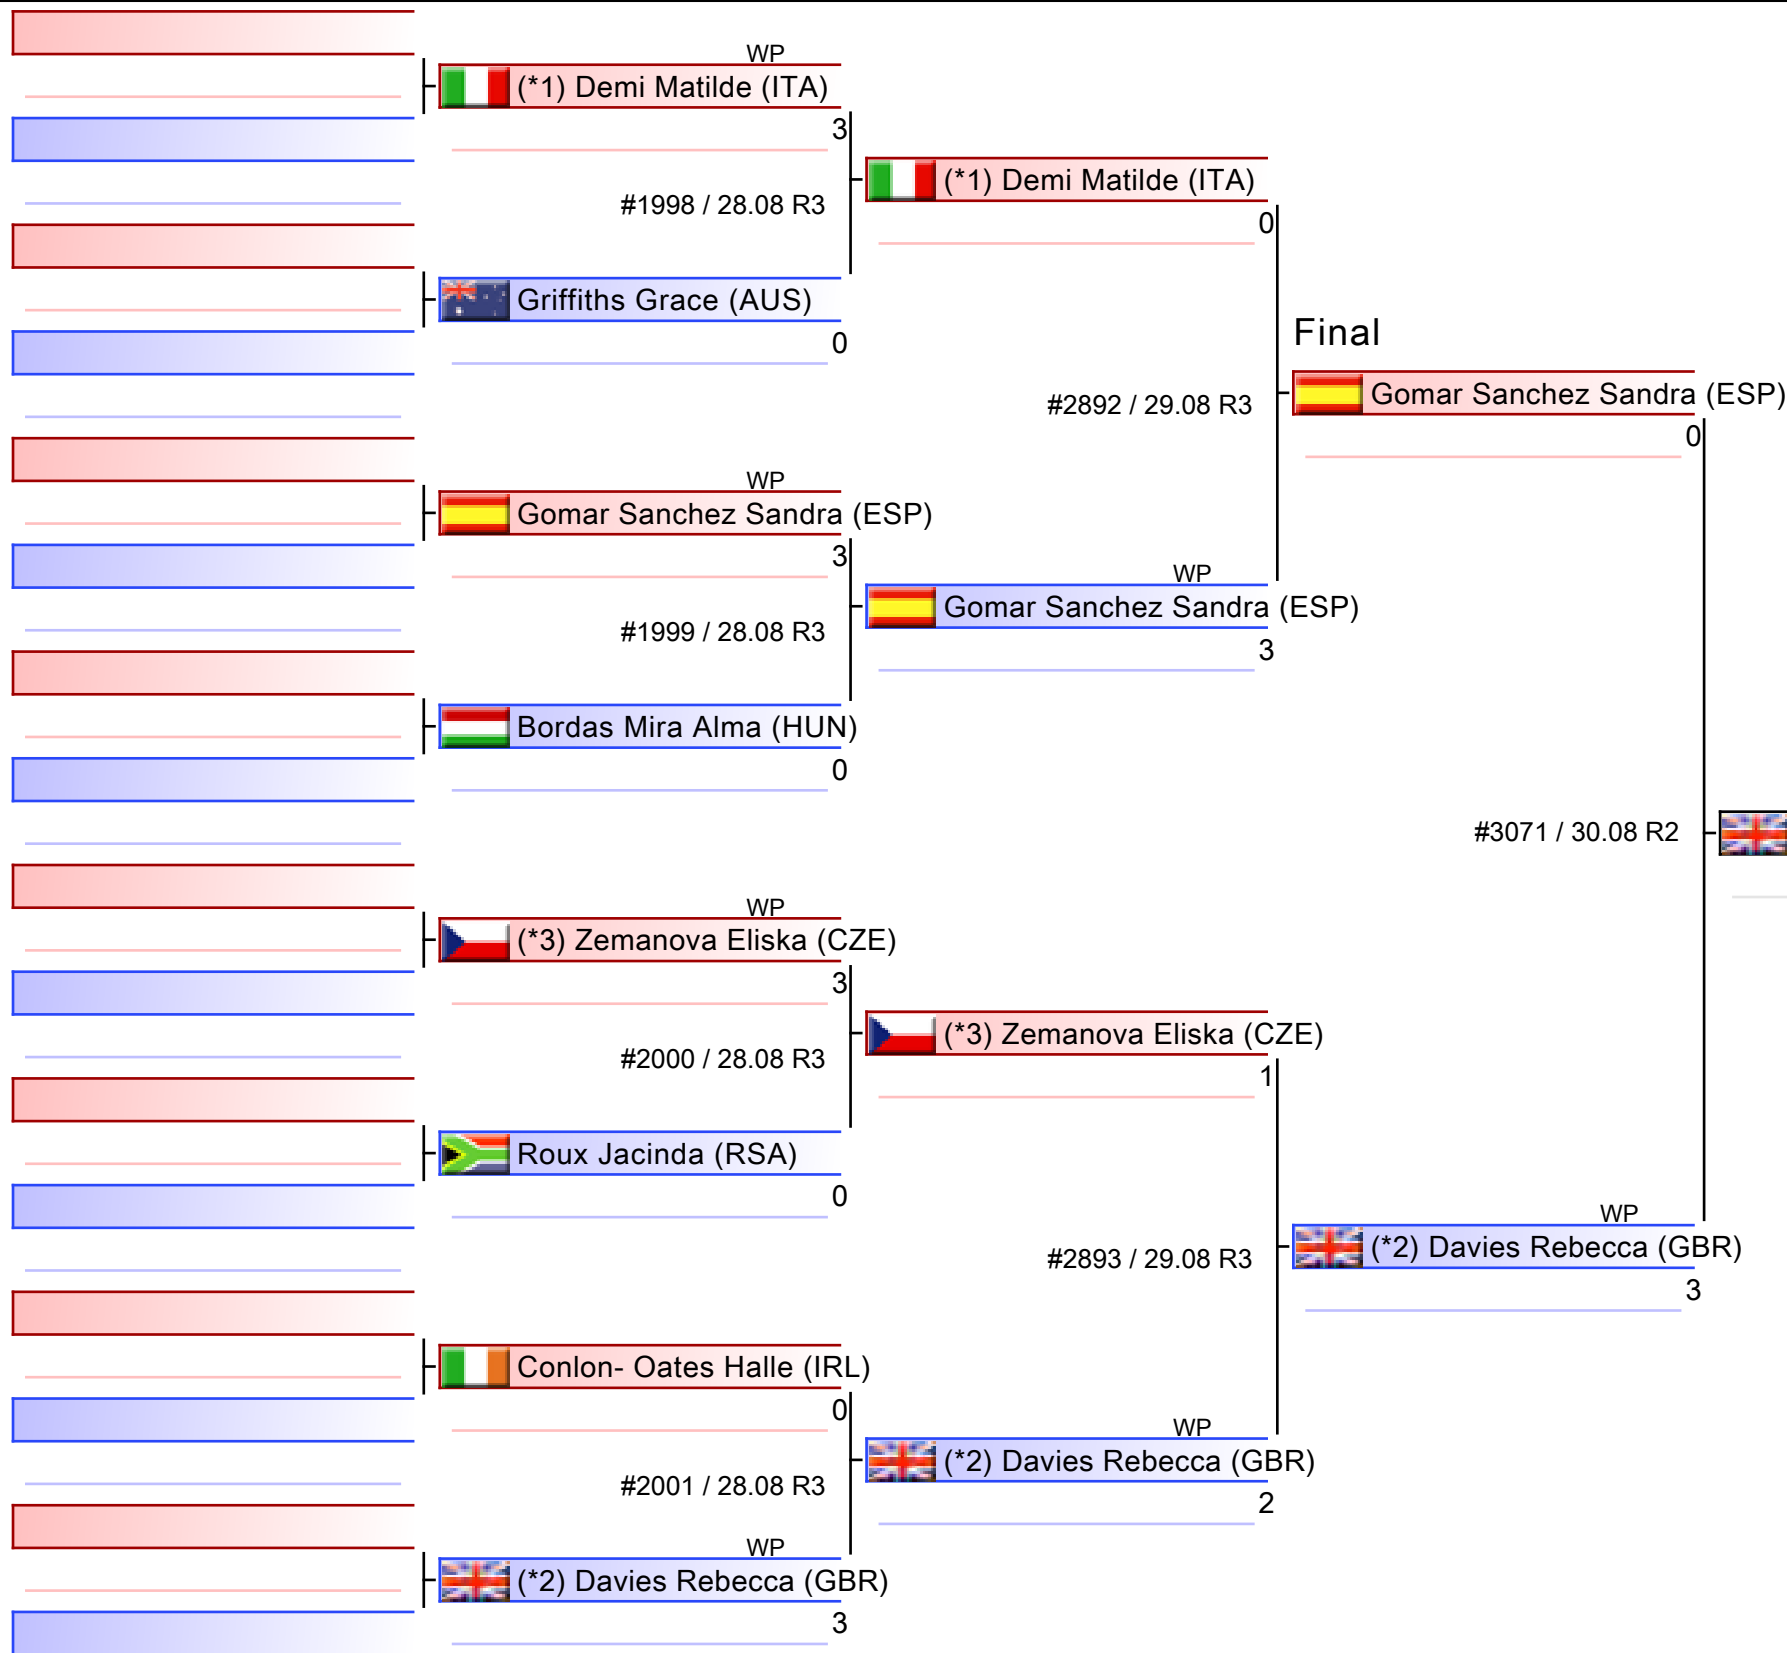 WP
(*1) Demi Matilde (ITA)
3
#1998 / 28.08 R3
Griffiths Grace (AUS)
0
WP
Gomar Sanchez Sandra (ESP)
3
#1999 / 28.08 R3
Bordas Mira Alma (HUN)
0
WP
(*3) Zemanova Eliska (CZE)
3
#2000 / 28.08 R3
Roux Jacinda (RSA)
0
Conlon- Oates Halle (IRL)
0
#2001 / 28.08 R3
WP
(*2) Davies Rebecca (GBR)
3
(*1) Demi Matilde (ITA)
0
#2892 / 29.08 R3
WP
Gomar Sanchez Sandra (ESP)
3
(*3) Zemanova Eliska (CZE)
1
#2893 / 29.08 R3
WP
(*2) Davies Rebecca (GBR)
2
Final
Gomar Sanchez Sandra (ESP)
0
#3071 / 30.08 R2
WP
(*2) Davies Rebecca (GBR)
3